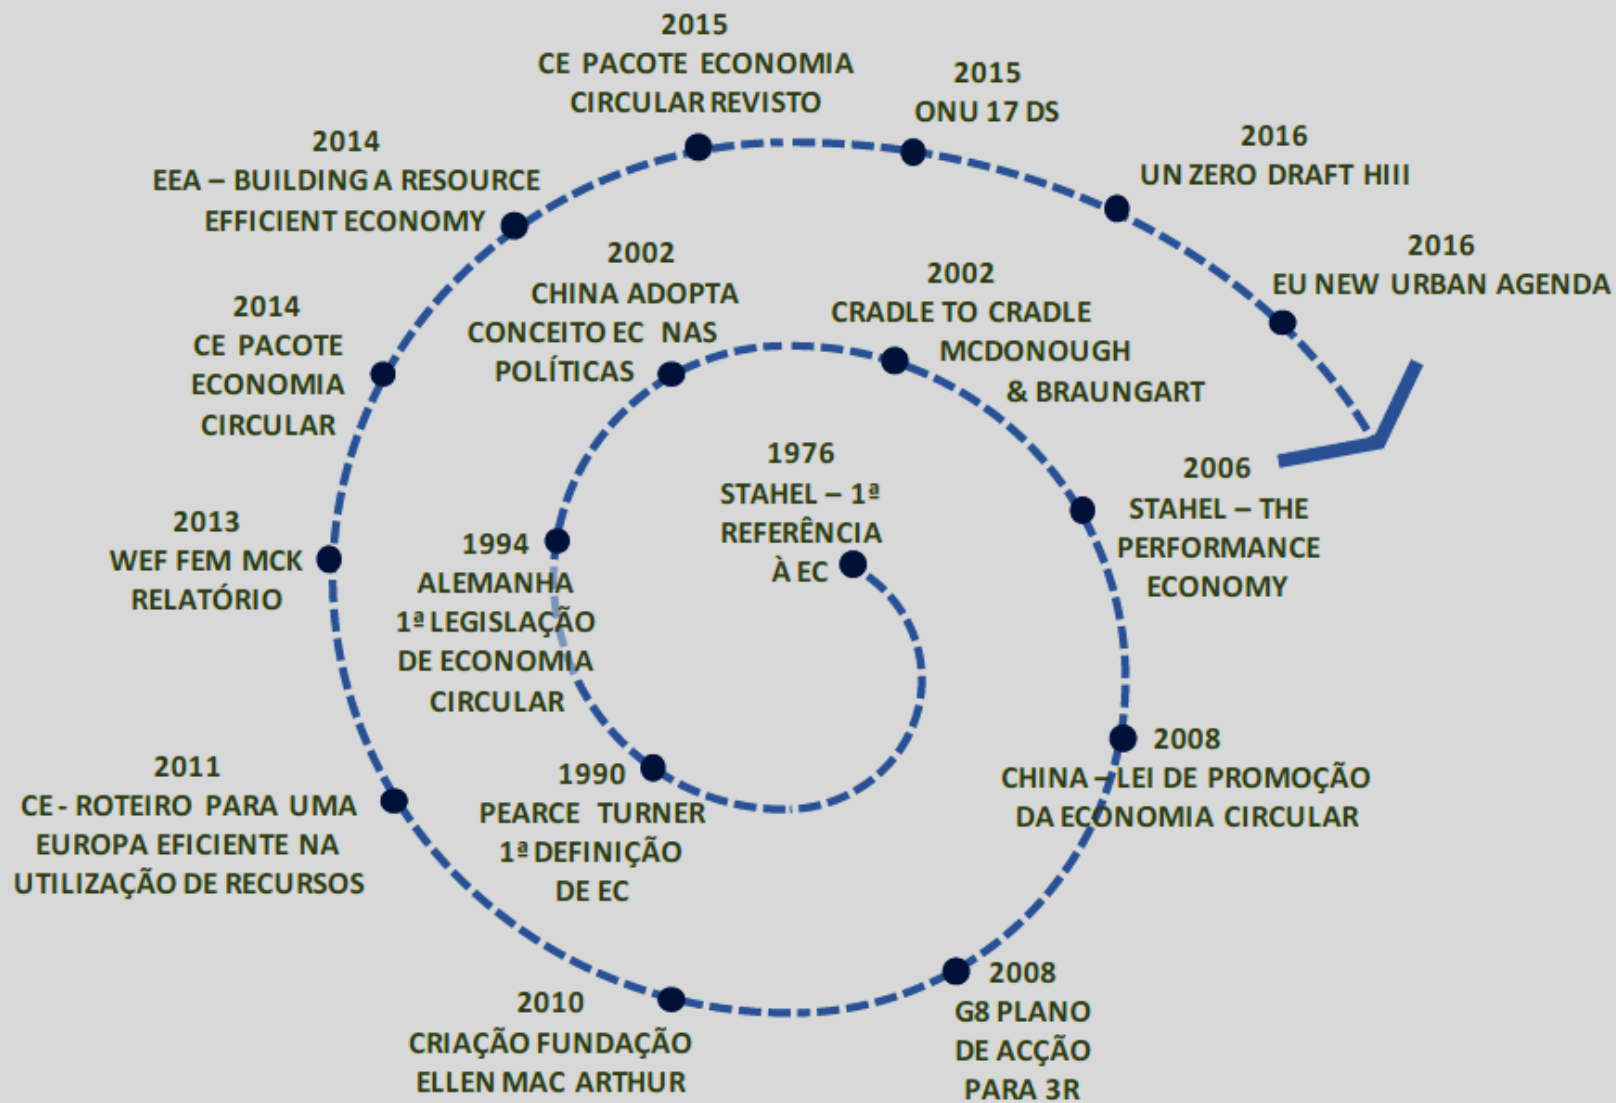 2015
CE PACOTE ECONOMIA
CIRCULAR REVISTO
2015
ONU 17 DS
2016
UN ZERO DRAFT HIII
2016
EU NEW URBAN AGENDA
2014
EEA – BUILDING A RESOURCE
EFFICIENT ECONOMY
2014
CE PACOTE
ECONOMIA
CIRCULAR
2013
WEF FEM MCK
RELATÓRIO
2011
CE - ROTEIRO PARA UMA
EUROPA EFICIENTE NA
UTILIZAÇÃO DE RECURSOS
2010
CRIAÇÃO FUNDAÇÃO
ELLEN MAC ARTHUR
2008
G8 PLANO
DE ACÇÃO
PARA 3R
2008
CHINA – LEI DE PROMOÇÃO
DA ECONOMIA CIRCULAR
2006
STAHEL – THE
PERFORMANCE
ECONOMY
2002
CRADLE TO CRADLE
MCDONOUGH
& BRAUNGART
2002
CHINA ADOPTA
CONCEITO EC NAS
POLÍTICAS
1994
ALEMANHA
1ª LEGISLAÇÃO
DE ECONOMIA
CIRCULAR
1990
PEARCE TURNER
1ª DEFINIÇÃO
DE EC
1976
STAHEL – 1ª
REFERÊNCIA
À EC